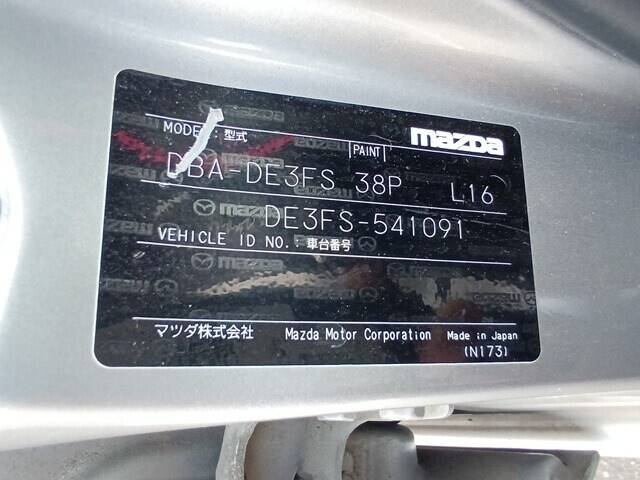 MODEL : 型式
PAINT
mazda
DBA-DE3FS 38P L16
DE3FS-541091
VEHICLE ID NO.: 車台番号
マツダ株式会社 Mazda Motor Corporation Made in Japan
(N173)